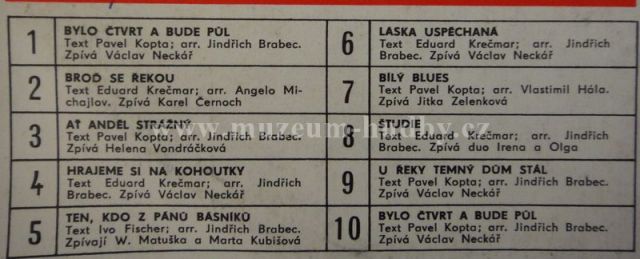 1
BYLO ČTVRT A BUDE PŮL
Text Pavel Kopta; arr. Jindřich Brabec.
Zpívá Václav Neckář
2
BROĎ SE ŘEKOU
Text Eduard Krečmar; arr. Angelo Mi-
chajlov. Zpívá Karel Černoch
3
AŤ ANDĚL STRÁŽNÝ
Text Pavel Kopta; arr. Jindřich Brabec.
Zpívá Helena Vondráčková
4
HRAJEME SI NA KOHOUTKY
Text Eduard Krečmar; arr. Jindřich
Brabec. Zpívá Václav Neckář
5
TEN, KDO Z PÁNŮ BÁSNÍKŮ
Text Ivo Fischer; arr. Jindřich Brabec.
Zpívají W. Matuška a Marta Kubišová
6
LASKA USPĚCHANÁ
Text Eduard Krečmar; arr. Jindřich
Brabec. Zpívá Václav Neckář
7
BÍLÝ BLUES
Text Pavel Kopta; arr. Vlastimil Hála.
Zpívá Jitka Zelenková
8
ŠTUDIE
Text Eduard Krečmar; arr. Jindřich
Brabec. Zpívá duo Irena a Olga
9
U ŘEKY TEMNÝ DŮM STÁL
Text Pavel Kopta; arr. Jindřich Brabec.
Zpívá Václav Neckář
10
BYLO ČTVRT A BUDE PŮL
Text Pavel Kopta; arr. Jindřich Brabec.
Zpívá Václav Neckář
www.muzeum-hudby.cz